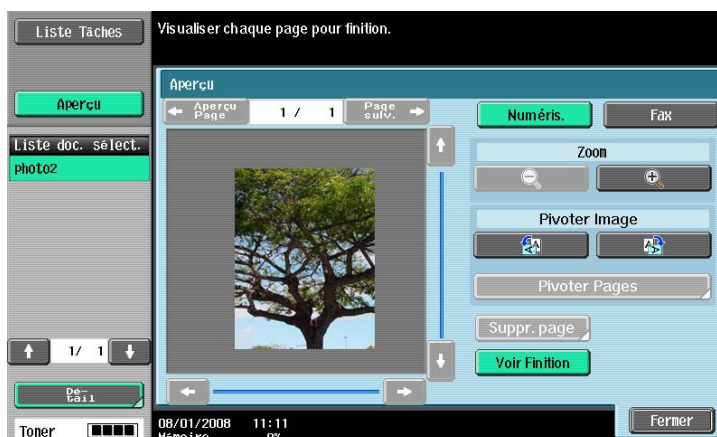 Liste Tâches
Visualiser chaque page pour finition.
Aperçu
Aperçu
Aperçu Page
1 / 1
Page suiv.
Numéris.
Fax
Liste doc. sélect.
photo2
Zoom
Pivoter Image
Pivoter Pages
Suppr. page
Voir Finition
1/ 1
Dé-
tail
Toner
08/01/2008 11:11
Mémoire 0%
Fermer